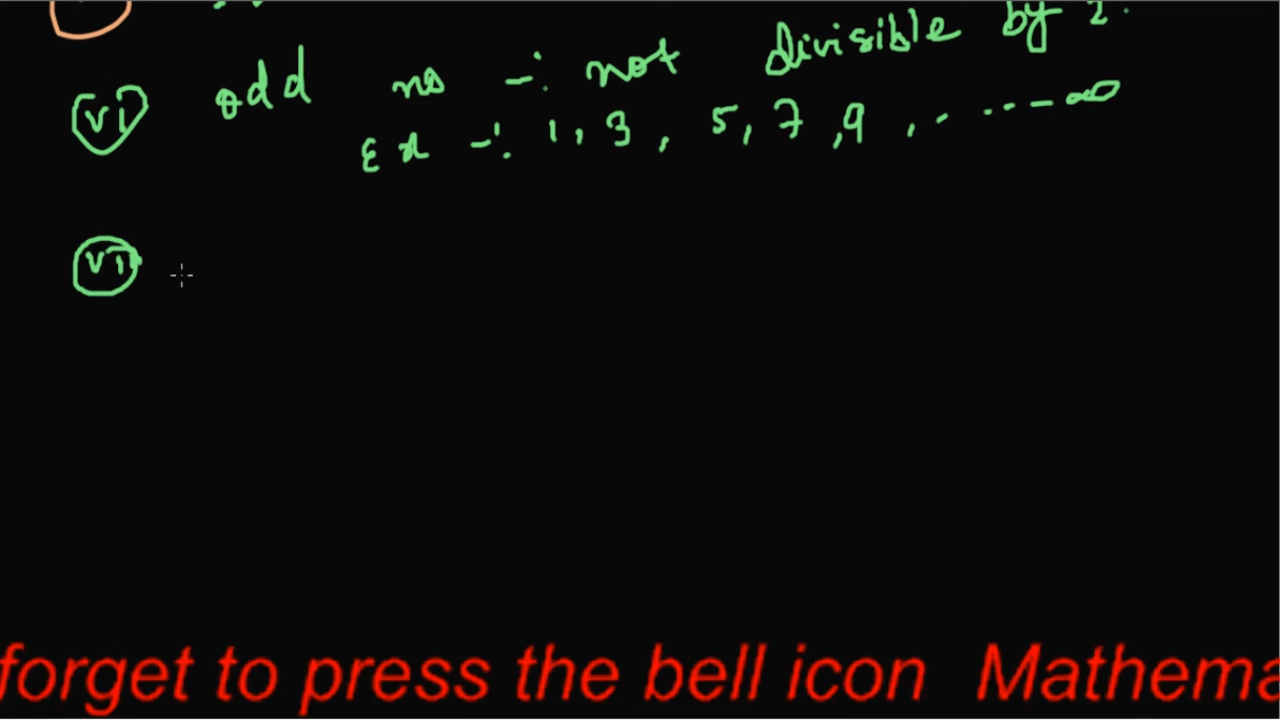 (vi) odd no -: not divisible by 2.
Ex -: 1, 3, 5, 7, 9, . .. - ∞
(vii)
forget to press the bell icon Mathema